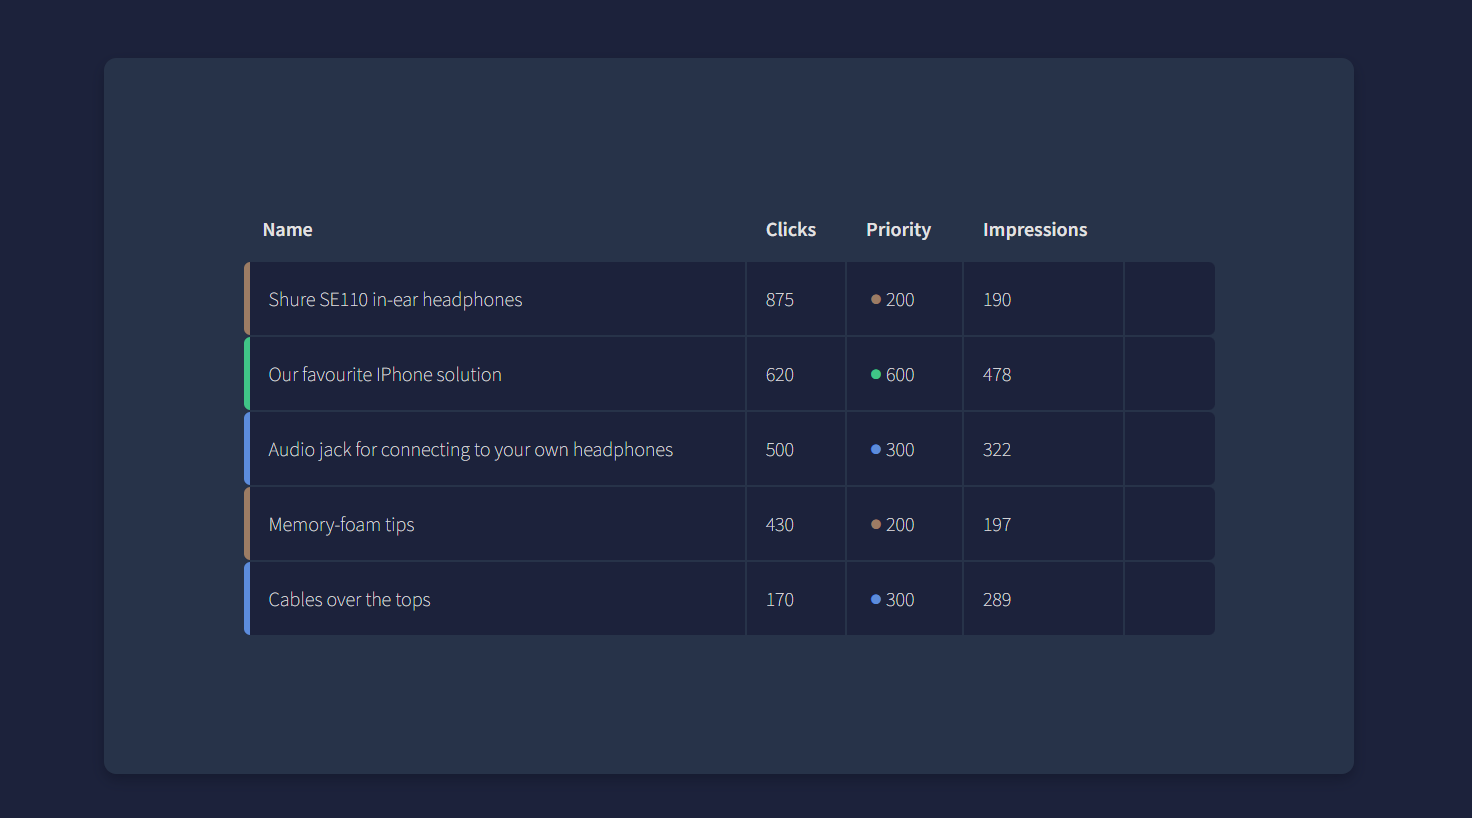 Name Clicks Priority Impressions
Shure SE110 in-ear headphones 875 200 190
Our favourite IPhone solution 620 600 478
Audio jack for connecting to your own headphones 500 300 322
Memory-foam tips 430 200 197
Cables over the tops 170 300 289